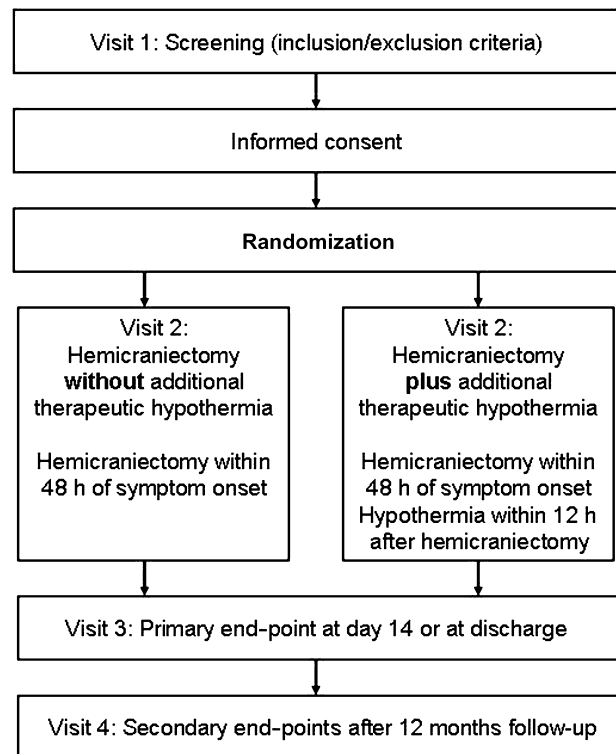 Visit 1: Screening (inclusion/exclusion criteria)
Informed consent
Randomization
Visit 2:
Hemicraniectomy
without additional
therapeutic hypothermia
Hemicraniectomy within
48 h of symptom onset
Visit 2:
Hemicraniectomy
plus additional
therapeutic hypothermia
Hemicraniectomy within
48 h of symptom onset
Hypothermia within 12 h
after hemicraniectomy
Visit 3: Primary end-point at day 14 or at discharge
Visit 4: Secondary end-points after 12 months follow-up